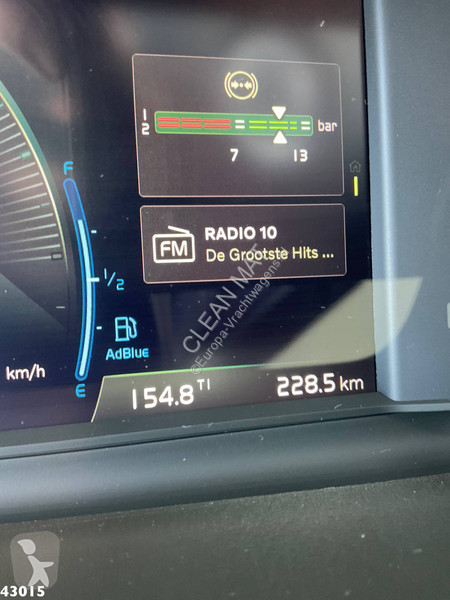 1
2
bar
7 13
F
RADIO 10
FM
De Grootste Hits ...
1/2
AdBlue
km/h
E
154.8 TI
228.5 km
CLEAN MAT
©Europa-Vrachtwagens.nl
43015